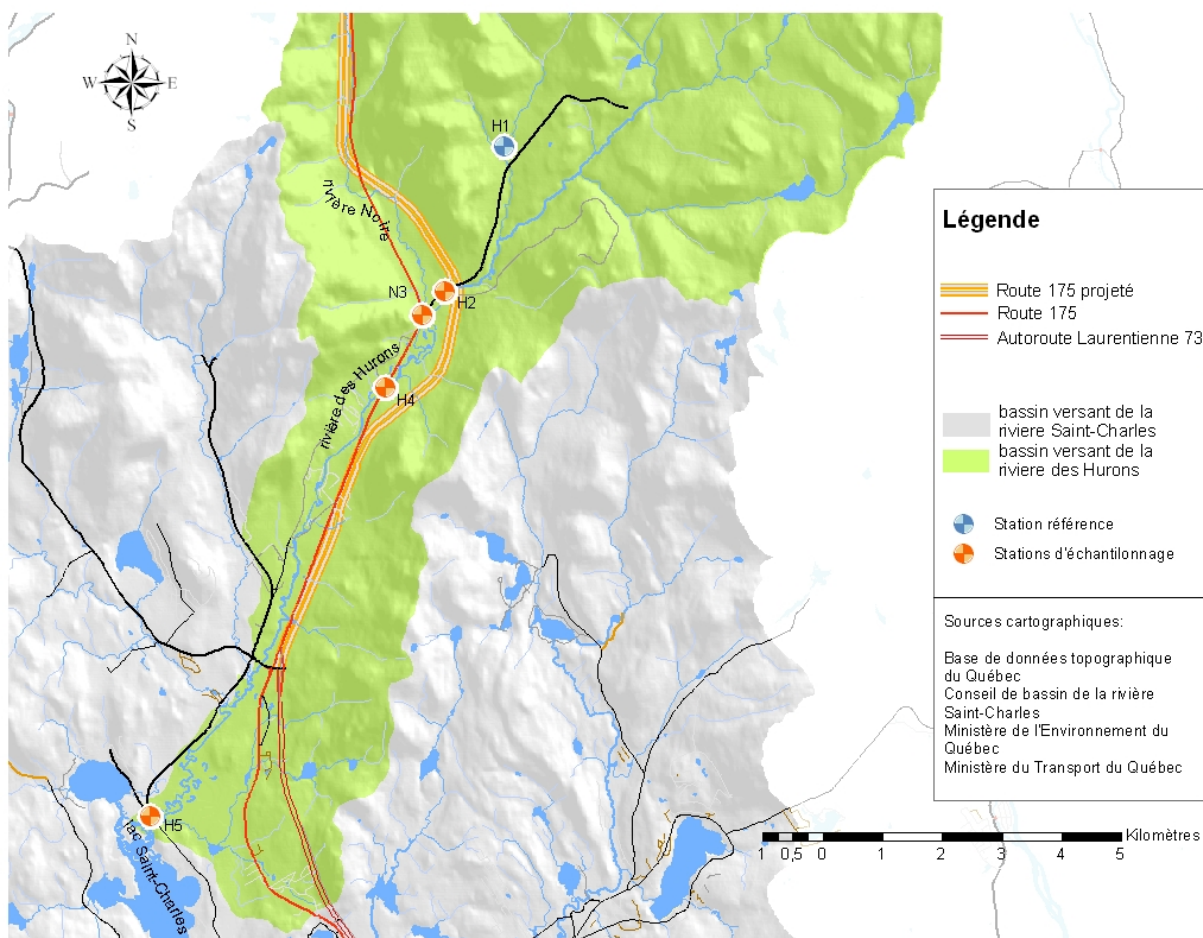 N
W E
S
H1
rivière Noire
N3
H2
rivière des Hurons
H4
H5
lac Saint-Charles
Légende
Route 175 projeté
Route 175
Autoroute Laurentienne 73
bassin versant de la
riviere Saint-Charles
bassin versant de la
riviere des Hurons
Station référence
Stations d'échantilonnage
Sources cartographiques:
Base de données topographique
du Québec
Conseil de bassin de la rivière
Saint-Charles
Ministère de l'Environnement du
Québec
Ministère du Transport du Québec
Kilomètres
1 0,5 0 1 2 3 4 5